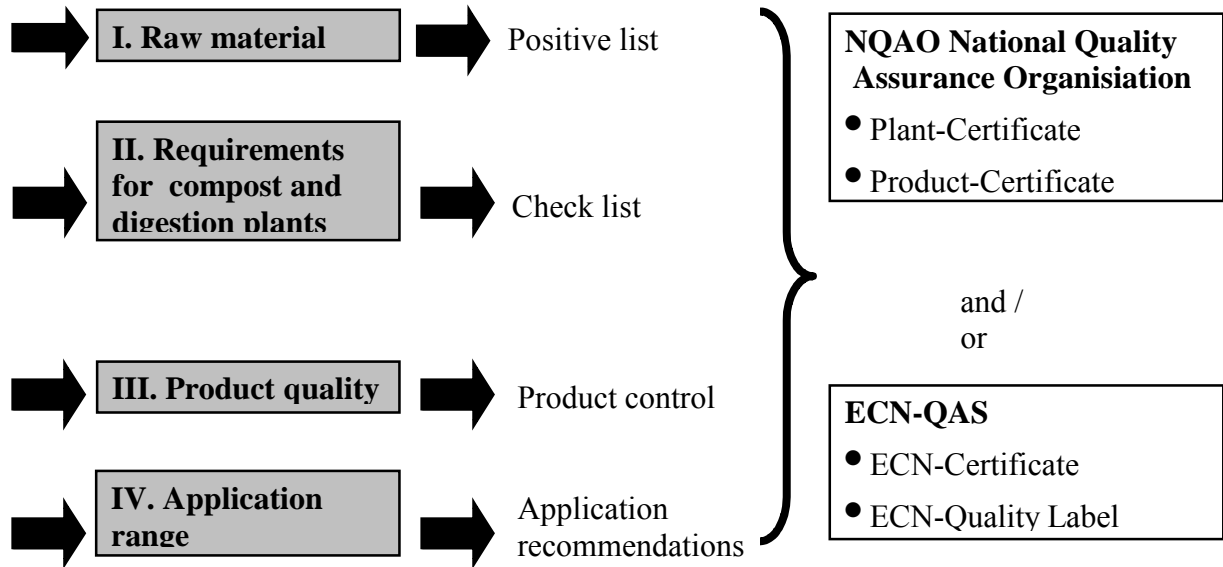 I. Raw material
Positive list
II. Requirements
for compost and
digestion plants
Check list
III. Product quality
Product control
IV. Application
range
Application
recommendations
NQAO National Quality
Assurance Organisiation
• Plant-Certificate
• Product-Certificate
and /
or
ECN-QAS
• ECN-Certificate
• ECN-Quality Label